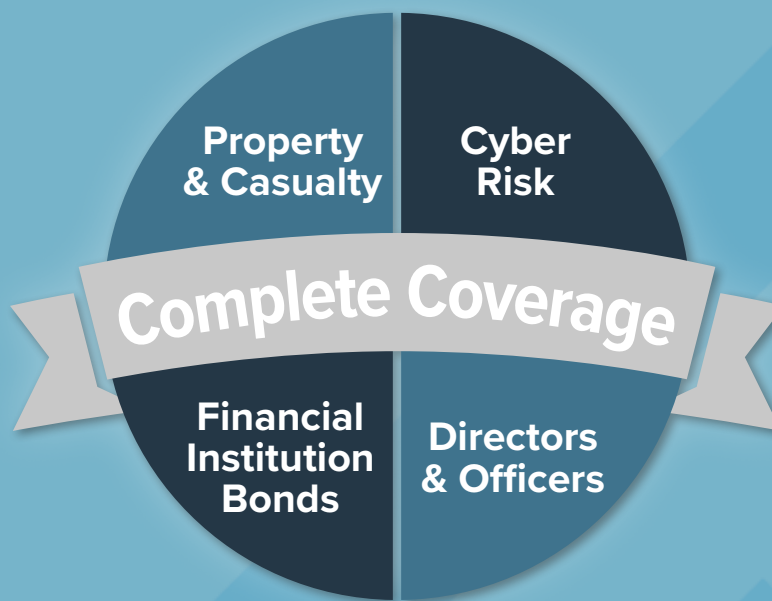 Property
& Casualty
Cyber
Risk
Complete Coverage
Financial
Institution
Bonds
Directors
& Officers